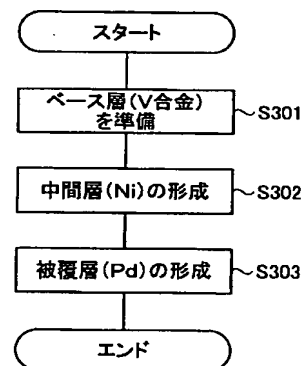 スタート
ベース層(V合金)
を準備
S301
中間層(Ni)の形成
S302
被覆層(Pd)の形成
S303
エンド